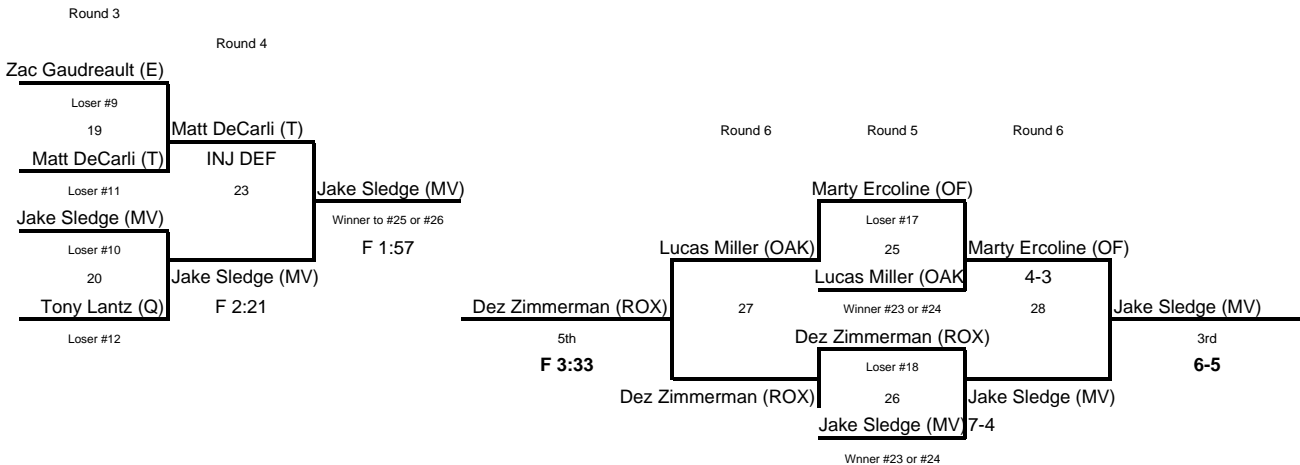 Round 3
Round 4
Zac Gaudreault (E)
Loser #9
19
Matt DeCarli (T)
Matt DeCarli (T)
INJ DEF
Loser #11
23
Jake Sledge (MV)
Jake Sledge (MV)
Loser #10
Winner to #25 or #26
F 1:57
20
Jake Sledge (MV)
Tony Lantz (Q)
F 2:21
Loser #12
Round 6
Round 5
Round 6
Marty Ercoline (OF)
Loser #17
Lucas Miller (OAK)
25
Marty Ercoline (OF)
Lucas Miller (OAK
4-3
Dez Zimmerman (ROX)
27
Winner #23 or #24
28
Jake Sledge (MV)
5th
Dez Zimmerman (ROX)
3rd
F 3:33
Loser #18
6-5
Dez Zimmerman (ROX)
26
Jake Sledge (MV)
Jake Sledge (MV)
7-4
Wnner #23 or #24